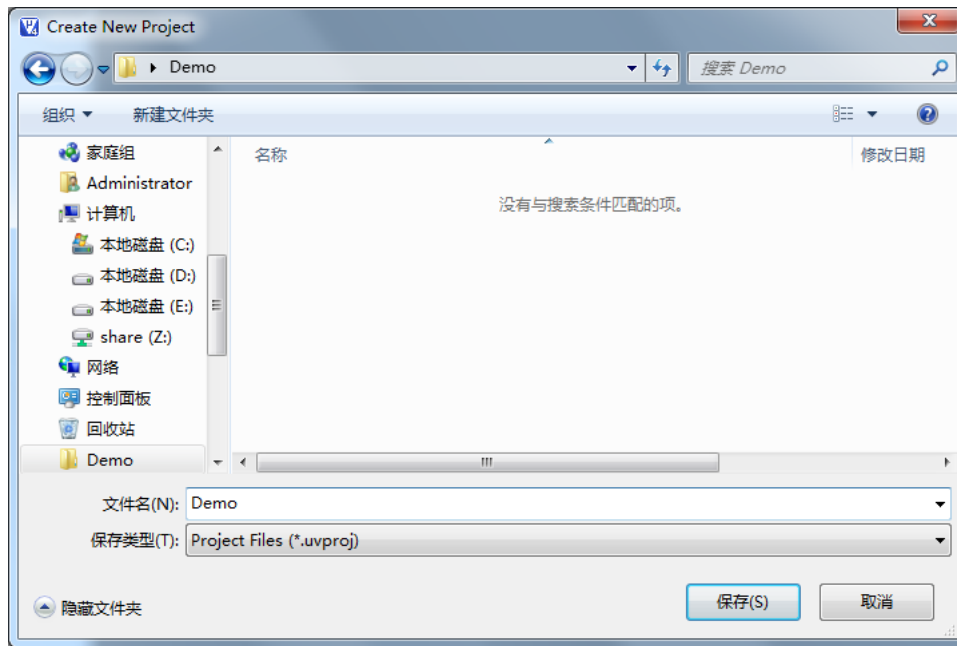 Create New Project
Demo
搜索 Demo
组织
新建文件夹
家庭组
Administrator
计算机
本地磁盘 (C:)
本地磁盘 (D:)
本地磁盘 (E:)
share (Z:)
网络
控制面板
回收站
Demo
名称
修改日期
没有与搜索条件匹配的项。
文件名(N): Demo
保存类型(T): Project Files (*.uvproj)
隐藏文件夹
保存(S)
取消